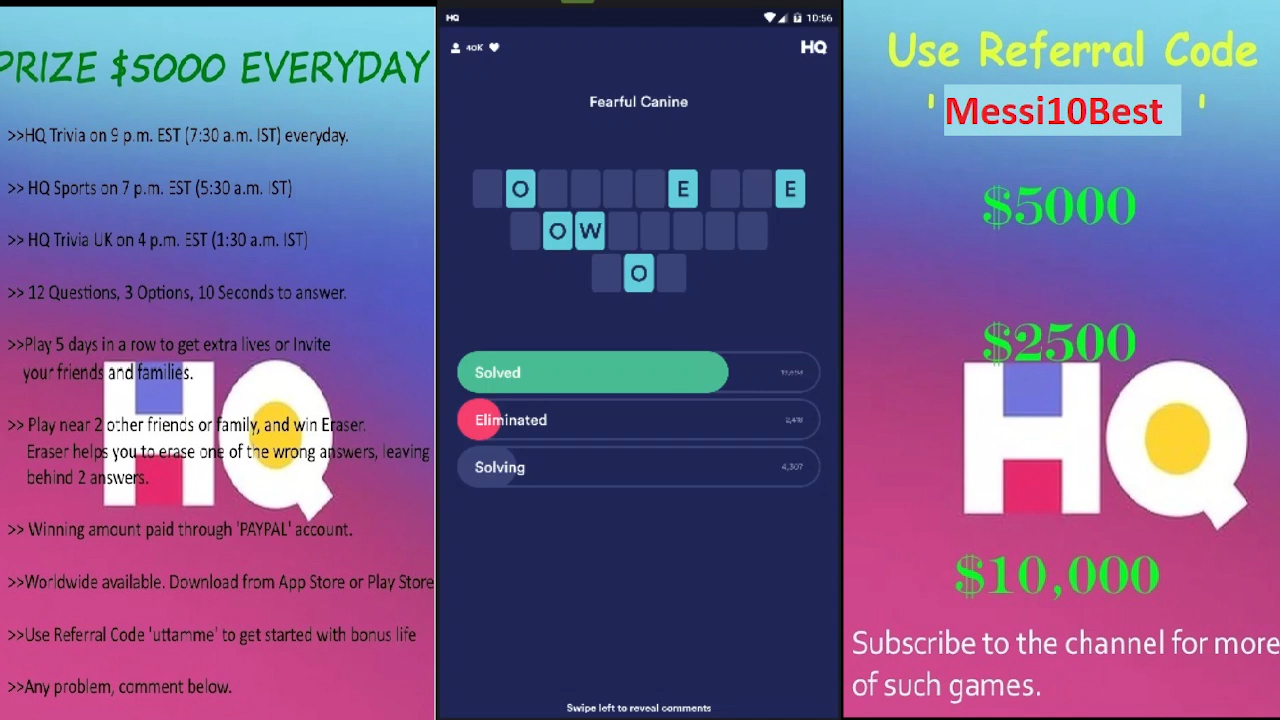 PRIZE $5000 EVERYDAY
>>HQ Trivia on 9 p.m. EST (7:30 a.m. IST) everyday.
>> HQ Sports on 7 p.m. EST (5:30 a.m. IST)
>> HQ Trivia UK on 4 p.m. EST (1:30 a.m. IST)
>> 12 Questions, 3 Options, 10 Seconds to answer.
>>Play 5 days in a row to get extra lives or Invite
your friends and families.
>> Play near 2 other friends or family, and win Eraser.
Eraser helps you to erase one of the wrong answers, leaving
behind 2 answers.
>> Winning amount paid through 'PAYPAL' account.
>>Worldwide available. Download from App Store or Play Store
>>Use Referral Code 'uttamme' to get started with bonus life
>>Any problem, comment below.
HQ
HQ 10:56
40K HQ
Fearful Canine
O E E
O W
O
Solved
Eliminated 2,418
Solving 4,307
Swipe left to reveal comments
Use Referral Code
' Messi10Best '
$5000
$2500
HQ
$10,000
Subscribe to the channel for more
of such games.